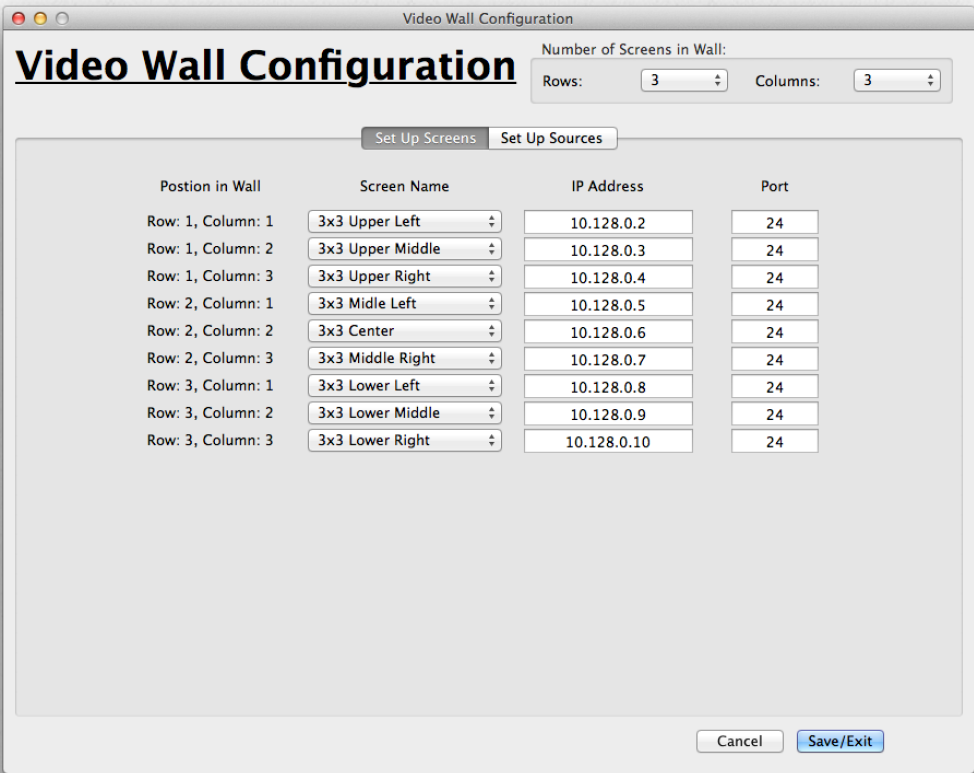 Video Wall Configuration
Video Wall Configuration
Number of Screens in Wall:
Rows: 3 Columns: 3
Set Up Screens Set Up Sources
Postion in Wall Screen Name IP Address Port
Row: 1, Column: 1 3x3 Upper Left 10.128.0.2 24
Row: 1, Column: 2 3x3 Upper Middle 10.128.0.3 24
Row: 1, Column: 3 3x3 Upper Right 10.128.0.4 24
Row: 2, Column: 1 3x3 Midle Left 10.128.0.5 24
Row: 2, Column: 2 3x3 Center 10.128.0.6 24
Row: 2, Column: 3 3x3 Middle Right 10.128.0.7 24
Row: 3, Column: 1 3x3 Lower Left 10.128.0.8 24
Row: 3, Column: 2 3x3 Lower Middle 10.128.0.9 24
Row: 3, Column: 3 3x3 Lower Right 10.128.0.10 24
Cancel Save/Exit